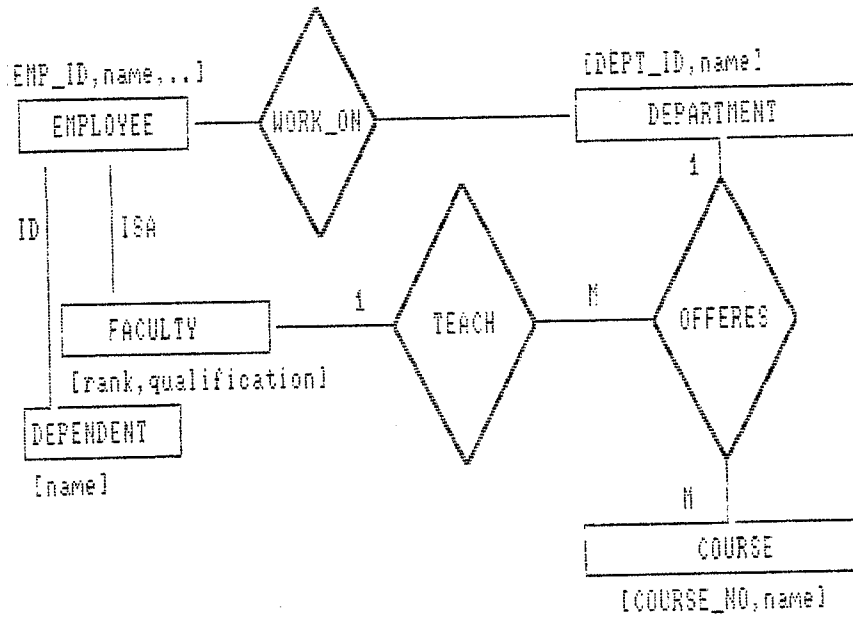 [EMP_ID,name,..]
[DEPT_ID,name]
EMPLOYEE
WORK_ON
DEPARTMENT
1
ID
ISA
1
M
FACULTY
TEACH
OFFERES
[rank,qualification]
DEPENDENT
[name]
M
COURSE
[COURSE_NO,name]